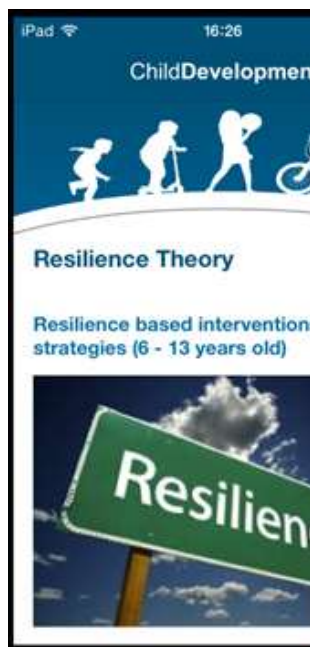 iPad 16:26
ChildDevelopmen
Resilience Theory
Resilience based intervention
strategies (6 - 13 years old)
Resilien